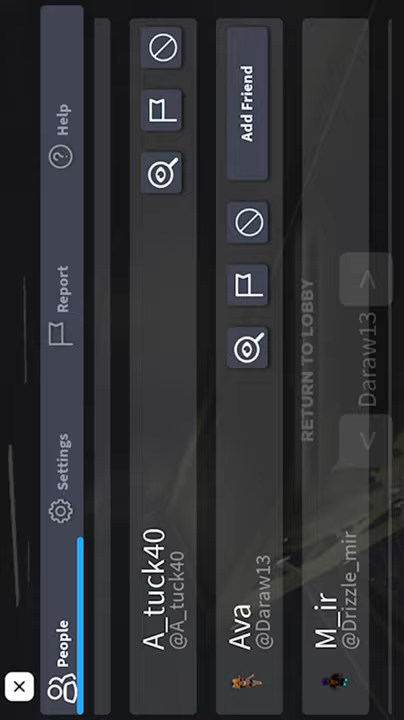 People
Settings
Report
Help
A_tuck40
@A_tuck40
Ava
@Daraw13
Add Friend
M_ir
@Drizzle_mir
RETURN TO LOBBY
< Daraw13 >